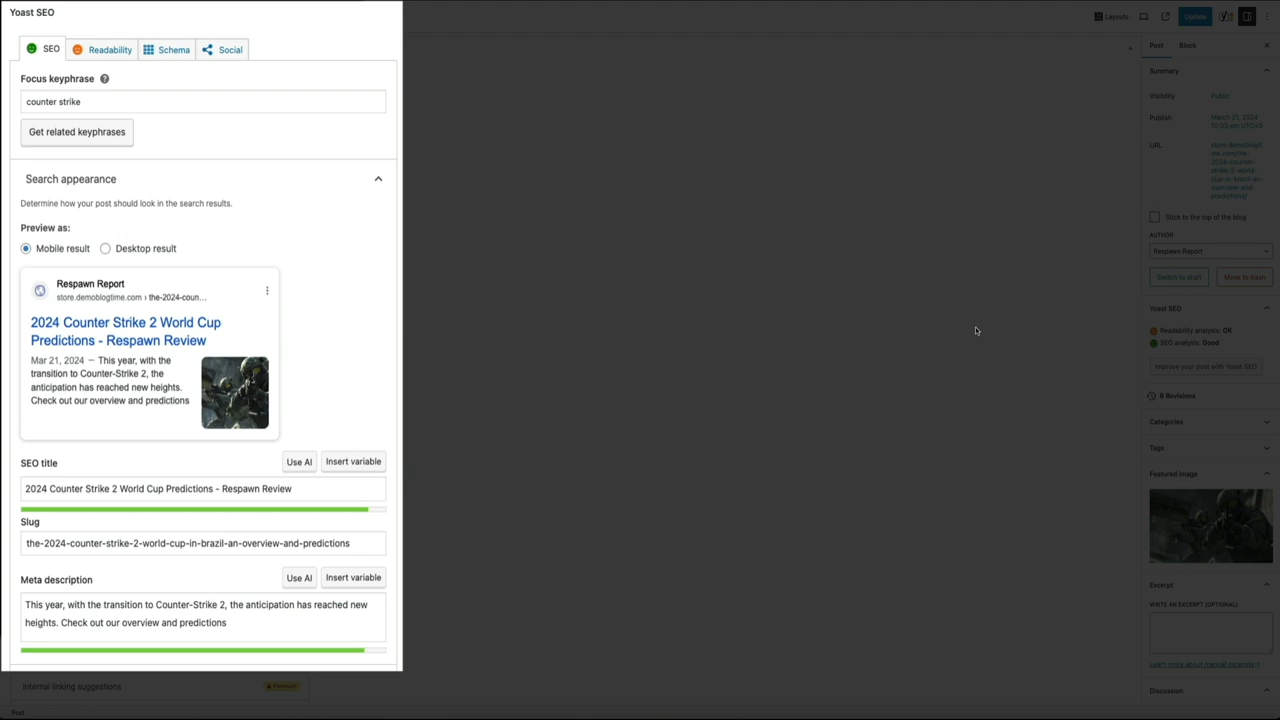 Yoast SEO
SEO
Readability
Schema
Social
Focus keyphrase
counter strike
Get related keyphrases
Search appearance
Determine how your post should look in the search results.
Preview as:
Mobile result
Desktop result
Respawn Report
store.demoblogtime.com › the-2024-coun...
2024 Counter Strike 2 World Cup
Predictions - Respawn Review
Mar 21, 2024 — This year, with the
transition to Counter-Strike 2, the
anticipation has reached new heights.
Check out our overview and predictions
SEO title
Use AI
Insert variable
2024 Counter Strike 2 World Cup Predictions - Respawn Review
Slug
the-2024-counter-strike-2-world-cup-in-brazil-an-overview-and-predictions
Meta description
Use AI
Insert variable
This year, with the transition to Counter-Strike 2, the anticipation has reached new
heights. Check out our overview and predictions
Internal linking suggestions
Premium
Post
Layouts
Update
Post
Block
Summary
Visibility
Public
Publish
March 21, 2024
URL
store.demoblogti
me.com/the-
2024-counter-
strike-2-world-
cup-in-brazil-an-
overview-and-
predictions/
Stick to the top of the blog
AUTHOR
Respawn Report
Switch to draft
Move to trash
Yoast SEO
Readability analysis: OK
SEO analysis: Good
Improve your post with Yoast SEO
8 Revisions
Categories
Tags
Featured image
Excerpt
WRITE AN EXCERPT (OPTIONAL)
Learn more about manual excerpts
Discussion